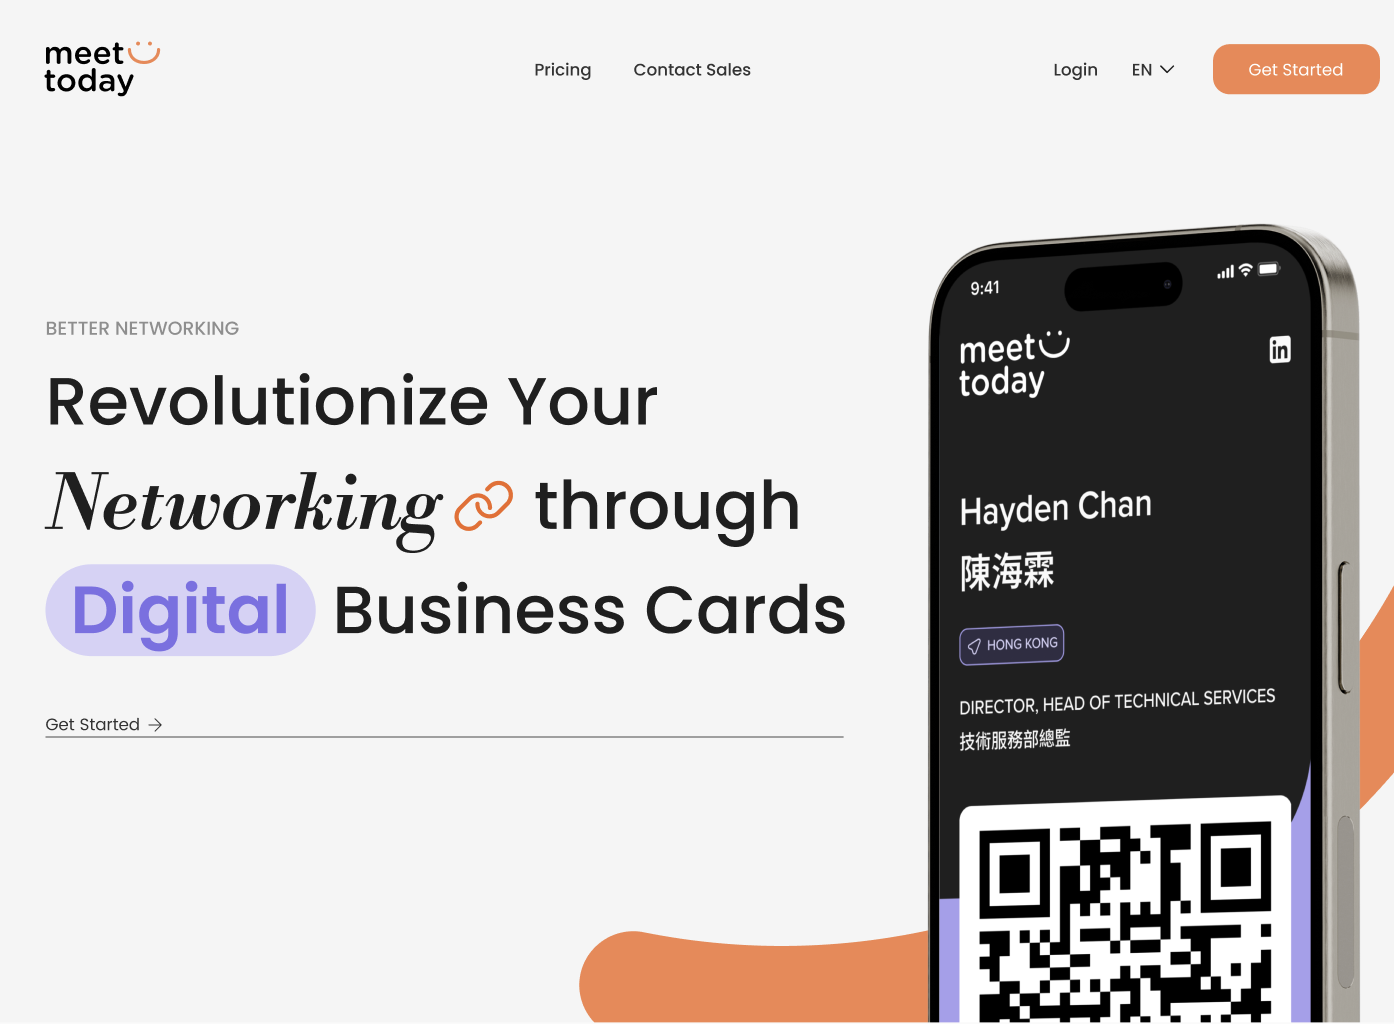 meet
today
Pricing
Contact Sales
Login
EN
Get Started
BETTER NETWORKING
Revolutionize Your
Networking through
Digital Business Cards
Get Started
9:41
meet
today
in
Hayden Chan
陳海霖
HONG KONG
DIRECTOR, HEAD OF TECHNICAL SERVICES
技術服務部總監